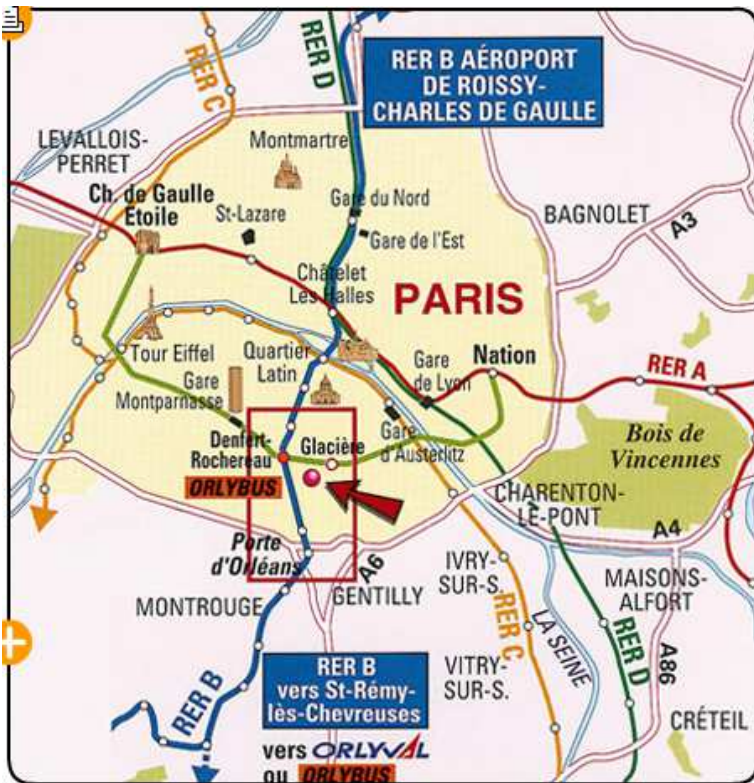 RER C
RER D
RER B AÉROPORT
DE ROISSY-
CHARLES DE GAULLE
LEVALLOIS-
PERRET
Montmartre
Ch. de Gaulle
Étoile
St-Lazare
Gare du Nord
Gare de l'Est
BAGNOLET
A3
Châtelet
Les Halles
PARIS
Tour Eiffel
Quartier
Latin
Gare
de Lyon
Nation
RER A
Gare
Montparnasse
Denfert-
Rochereau
Glacière
Gare
d'Austerlitz
Bois de
Vincennes
ORLYBUS
CHARENTON-
LE-PONT
A4
Porte
d'Orléans
A6
IVRY-
SUR-S.
MAISONS-
ALFORT
MONTROUGE
GENTILLY
RER C
LA SEINE
RER D
A86
RER B
RER B
vers St-Rémy-
lès-Chevreuses
VITRY-
SUR-S.
CRÉTEIL
vers ORLYVAL
ou ORLYBUS